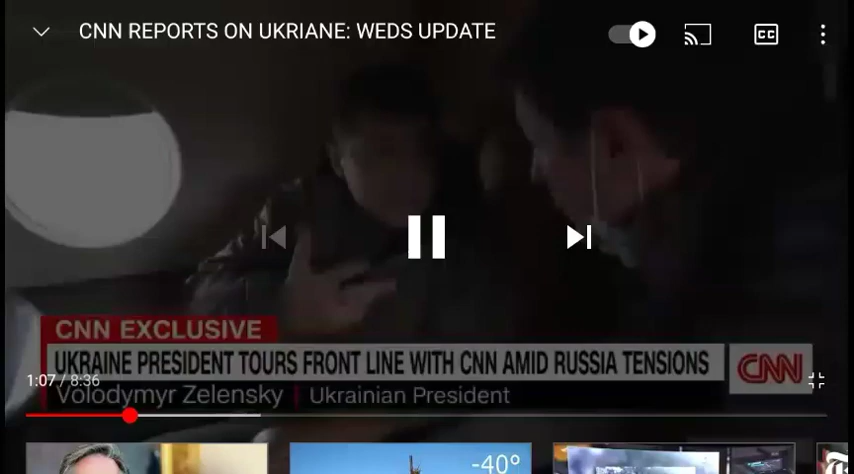 CNN REPORTS ON UKRIANE: WEDS UPDATE
CC
CNN EXCLUSIVE
UKRAINE PRESIDENT TOURS FRONT LINE WITH CNN AMID RUSSIA TENSIONS
CNN
1:07 / 8:36
Volodymyr Zelensky | Ukrainian President
-40°